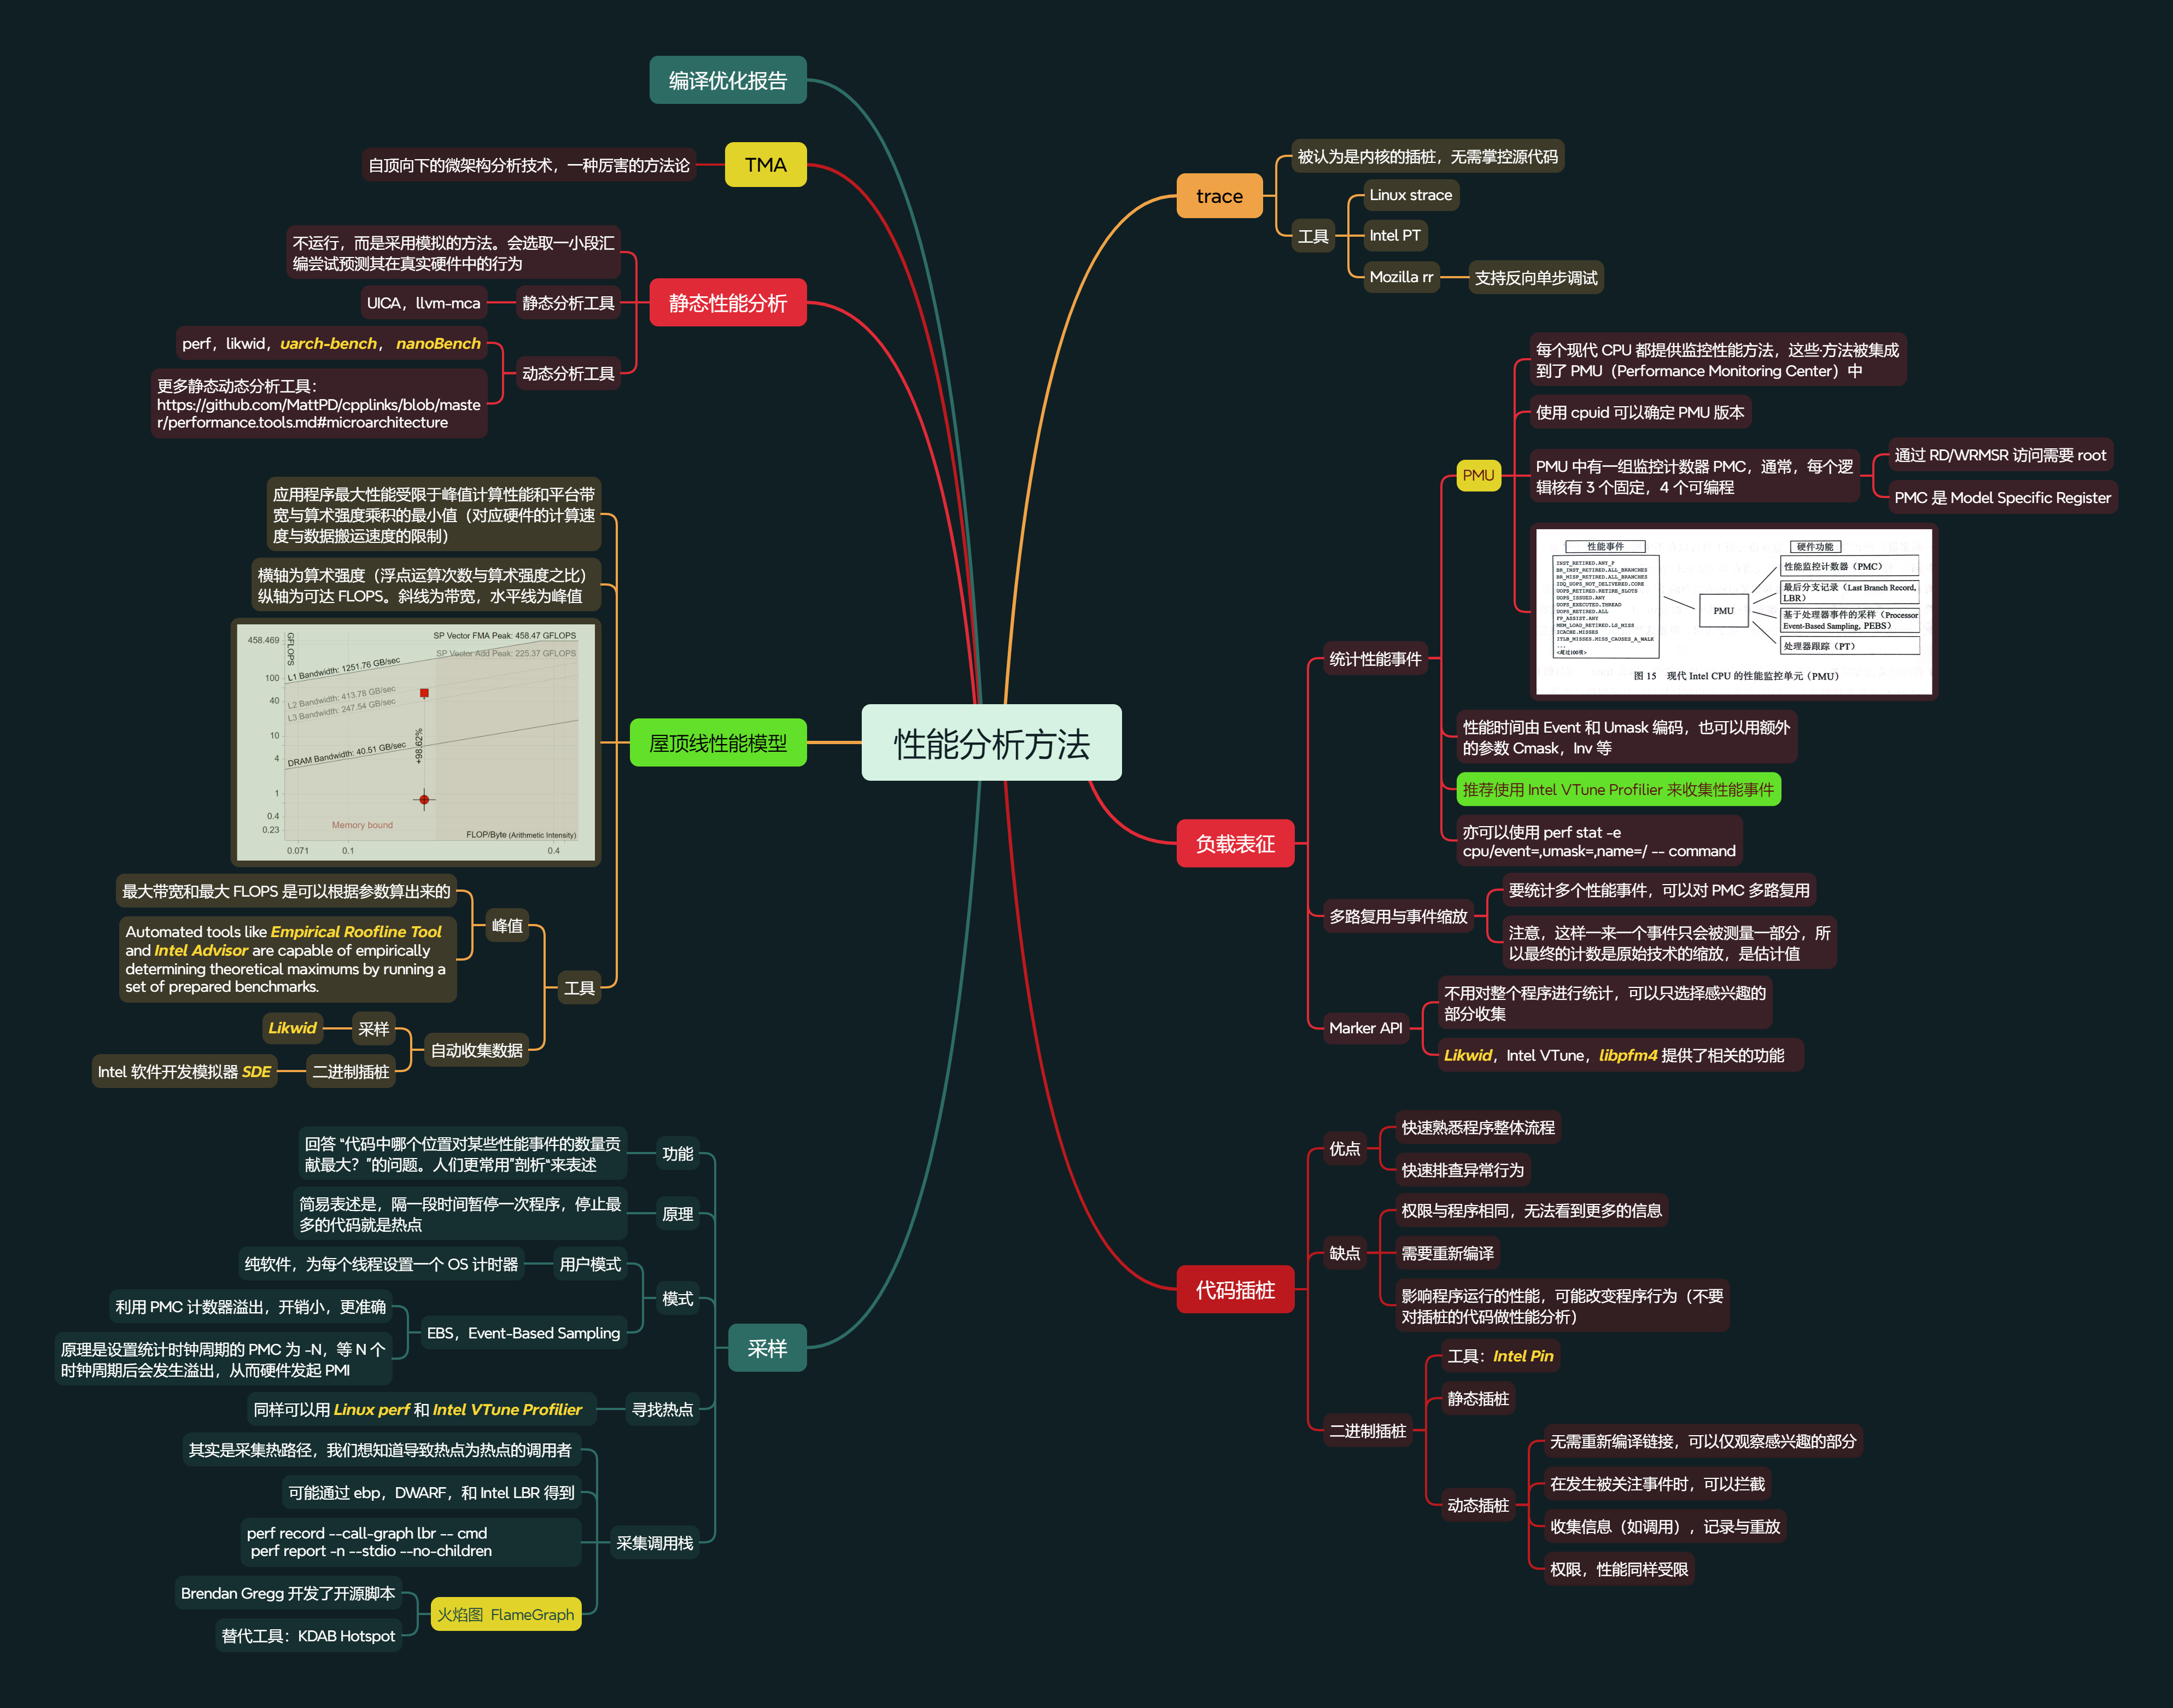 性能分析方法
编译优化报告
TMA
自顶向下的微架构分析技术，一种厉害的方法论
静态性能分析
不运行，而是采用模拟的方法。会选取一小段汇
编尝试预测其在真实硬件中的行为
静态分析工具
UICA，llvm-mca
动态分析工具
perf，likwid，uarch-bench， nanoBench
更多静态动态分析工具：
https://github.com/MattPD/cpplinks/blob/maste
r/performance.tools.md#microarchitecture
屋顶线性能模型
应用程序最大性能受限于峰值计算性能和平台带
宽与算术强度乘积的最小值（对应硬件的计算速
度与数据搬运速度的限制）
横轴为算术强度（浮点运算次数与算术强度之比）
纵轴为可达 FLOPS。斜线为带宽，水平线为峰值
GFLOPS
458.469
100
40
10
4
1
0.4
0.23
SP Vector FMA Peak: 458.47 GFLOPS
SP Vector Add Peak: 225.37 GFLOPS
L1 Bandwidth: 1251.76 GB/sec
L2 Bandwidth: 413.78 GB/sec
L3 Bandwidth: 247.54 GB/sec
DRAM Bandwidth: 40.51 GB/sec
+98.62%
Memory bound
FLOP/Byte (Arithmetic Intensity)
0.071
0.1
0.4
工具
峰值
最大带宽和最大 FLOPS 是可以根据参数算出来的
Automated tools like Empirical Roofline Tool
and Intel Advisor are capable of empirically
determining theoretical maximums by running a
set of prepared benchmarks.
自动收集数据
采样
Likwid
二进制插桩
Intel 软件开发模拟器 SDE
采样
功能
回答 “代码中哪个位置对某些性能事件的数量贡
献最大？”的问题。人们更常用”剖析“来表述
原理
简易表述是，隔一段时间暂停一次程序，停止最
多的代码就是热点
模式
用户模式
纯软件，为每个线程设置一个 OS 计时器
EBS，Event-Based Sampling
利用 PMC 计数器溢出，开销小，更准确
原理是设置统计时钟周期的 PMC 为 -N，等 N 个
时钟周期后会发生溢出，从而硬件发起 PMI
寻找热点
同样可以用 Linux perf 和 Intel VTune Profilier
采集调用栈
其实是采集热路径，我们想知道导致热点为热点的调用者
可能通过 ebp，DWARF，和 Intel LBR 得到
perf record --call-graph lbr -- cmd
perf report -n --stdio --no-children
火焰图 FlameGraph
Brendan Gregg 开发了开源脚本
替代工具：KDAB Hotspot
trace
被认为是内核的插桩，无需掌控源代码
工具
Linux strace
Intel PT
Mozilla rr
支持反向单步调试
负载表征
统计性能事件
PMU
每个现代 CPU 都提供监控性能方法，这些·方法被集成
到了 PMU（Performance Monitoring Center）中
使用 cpuid 可以确定 PMU 版本
PMU 中有一组监控计数器 PMC，通常，每个逻
辑核有 3 个固定，4 个可编程
通过 RD/WRMSR 访问需要 root
PMC 是 Model Specific Register
性能事件
INST_RETIRED.ANY_P
BR_INST_RETIRED.ALL_BRANCHES
BR_MISP_RETIRED.ALL_BRANCHES
IDQ_UOPS_NOT_DELIVERED.CORE
UOPS_RETIRED.RETIRE_SLOTS
UOPS_ISSUED.ANY
UOPS_EXECUTED.THREAD
UOPS_RETIRED.ALL
FP_ASSIST.ANY
MEM_LOAD_RETIRED.L3_MISS
ICACHE.MISSES
ITLB_MISSES.MISS_CAUSES_A_WALK
...
<超过100项>
PMU
硬件功能
性能监控计数器（PMC）
最后分支记录（Last Branch Record,
LBR）
基于处理器事件的采样（Processor
Event-Based Sampling, PEBS）
处理器跟踪（PT）
图 15 现代 Intel CPU 的性能监控单元（PMU）
性能时间由 Event 和 Umask 编码，也可以用额外
的参数 Cmask，Inv 等
推荐使用 Intel VTune Profilier 来收集性能事件
亦可以使用 perf stat -e
cpu/event=,umask=,name=/ -- command
多路复用与事件缩放
要统计多个性能事件，可以对 PMC 多路复用
注意，这样一来一个事件只会被测量一部分，所
以最终的计数是原始技术的缩放，是估计值
Marker API
不用对整个程序进行统计，可以只选择感兴趣的
部分收集
Likwid，Intel VTune，libpfm4 提供了相关的功能
代码插桩
优点
快速熟悉程序整体流程
快速排查异常行为
缺点
权限与程序相同，无法看到更多的信息
需要重新编译
影响程序运行的性能，可能改变程序行为（不要
对插桩的代码做性能分析）
二进制插桩
工具：Intel Pin
静态插桩
动态插桩
无需重新编译链接，可以仅观察感兴趣的部分
在发生被关注事件时，可以拦截
收集信息（如调用），记录与重放
权限，性能同样受限